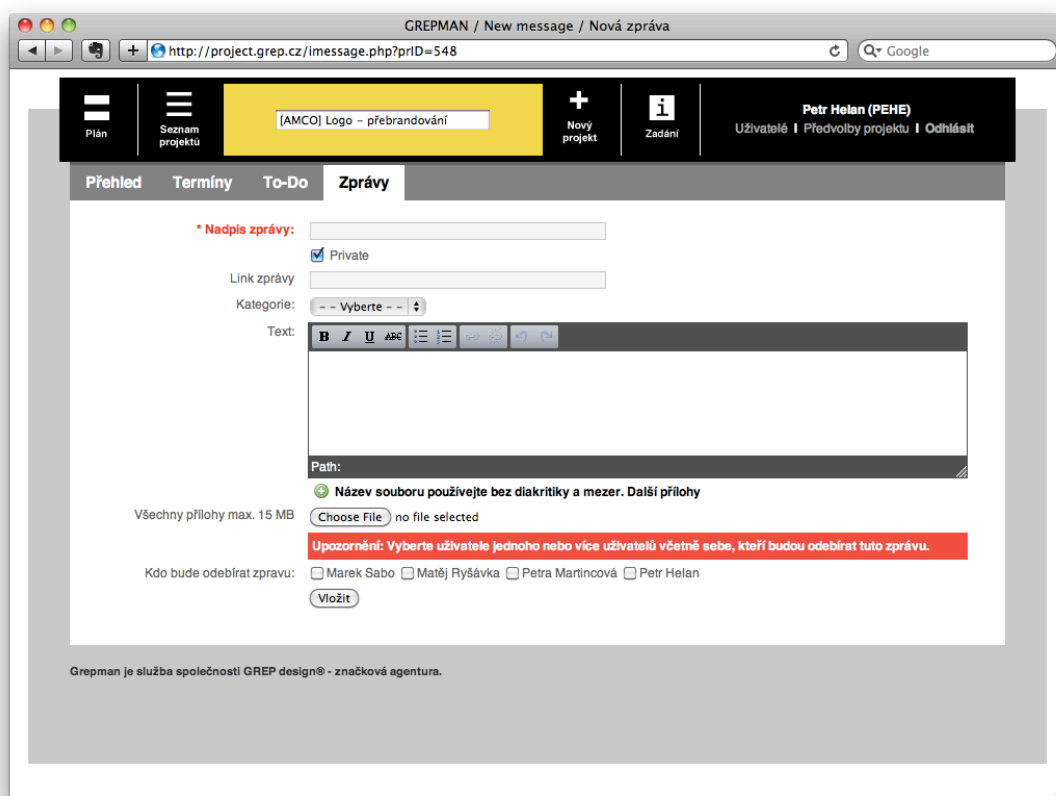 GREPMAN / New message / Nová zpráva
http://project.grep.cz/imessage.php?prID=548
Google
Plán
Seznam
projektů
[AMCO] Logo – přebrandování
Nový
projekt
Zadání
Petr Helan (PEHE)
Uživatelé I Předvolby projektu I Odhlásit
Přehled Termíny To-Do Zprávy
* Nadpis zprávy:
Private
Link zprávy
Kategorie: – – Vyberte – –
Text: B I U ABC
Path:
Název souboru používejte bez diakritiky a mezer. Další přílohy
Všechny přílohy max. 15 MB Choose File no file selected
Upozornění: Vyberte uživatele jednoho nebo více uživatelů včetně sebe, kteří budou odebírat tuto zprávu.
Kdo bude odebírat zpravu: Marek Sabo Matěj Ryšávka Petra Martincová Petr Helan
Vložit
Grepman je služba společnosti GREP design® - značková agentura.